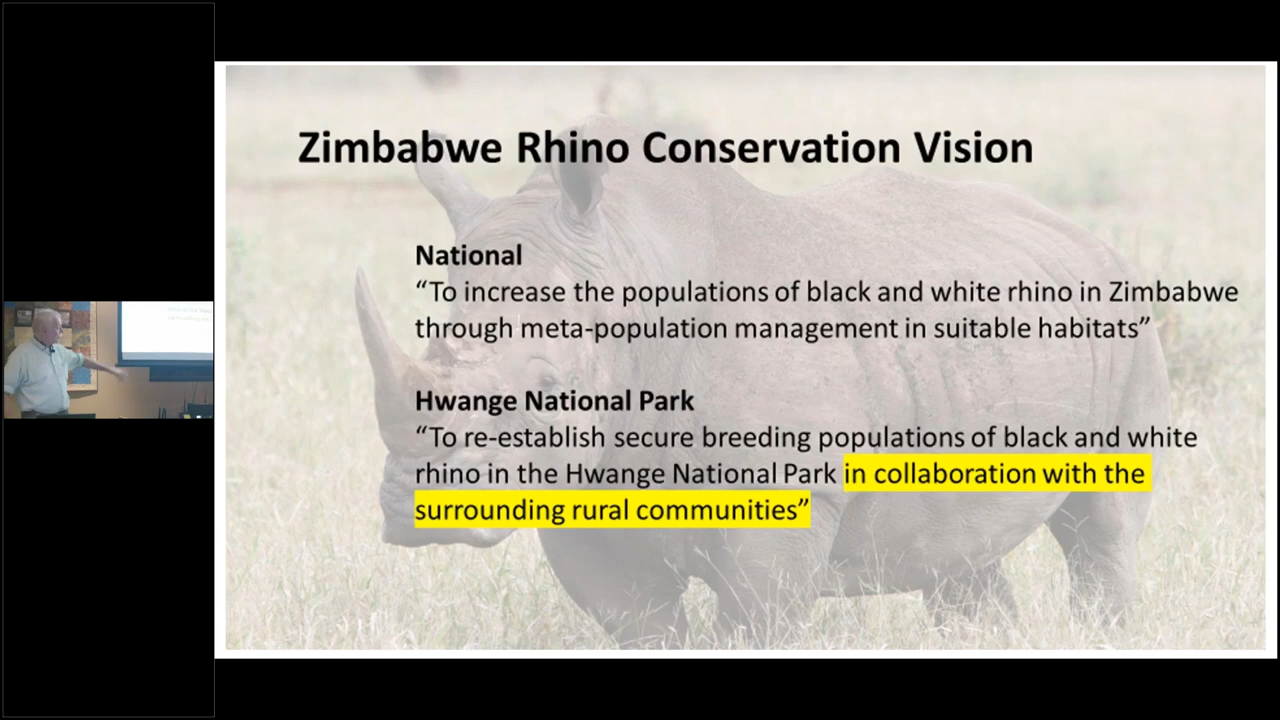 Zimbabwe Rhino Conservation Vision
National
“To increase the populations of black and white rhino in Zimbabwe
through meta-population management in suitable habitats”
Hwange National Park
“To re-establish secure breeding populations of black and white
rhino in the Hwange National Park in collaboration with the
surrounding rural communities”